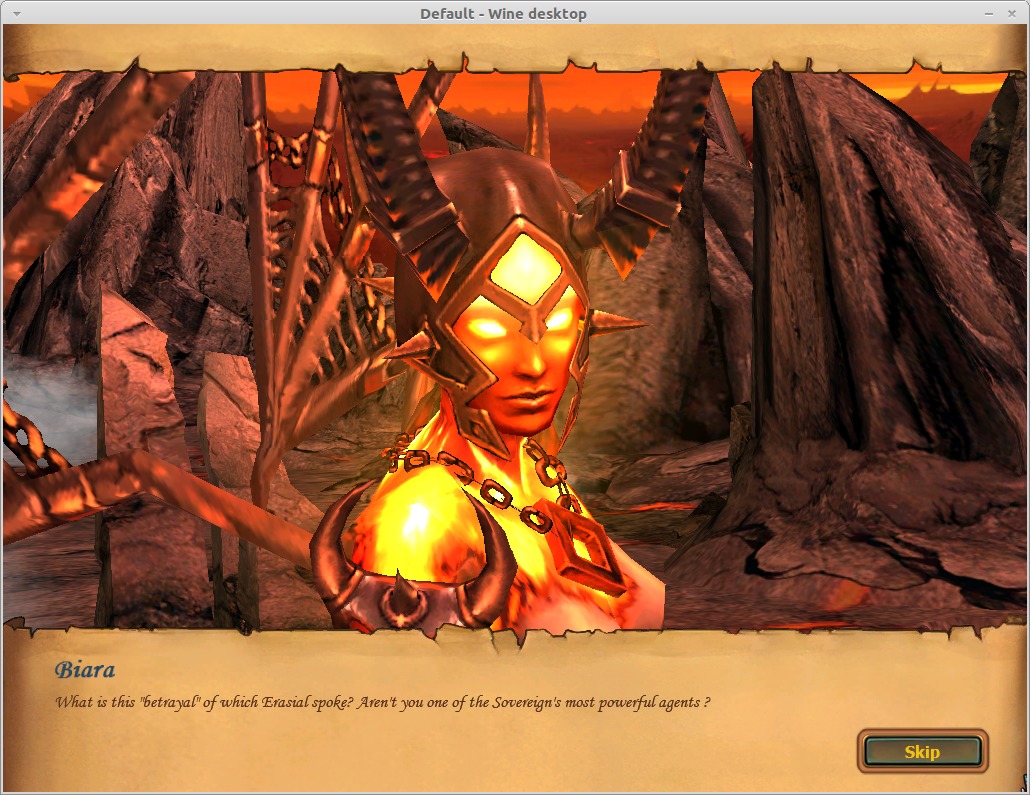 Default - Wine desktop
Biara
What is this "betrayal" of which Erasial spoke? Aren't you one of the Sovereign's most powerful agents ?
Skip